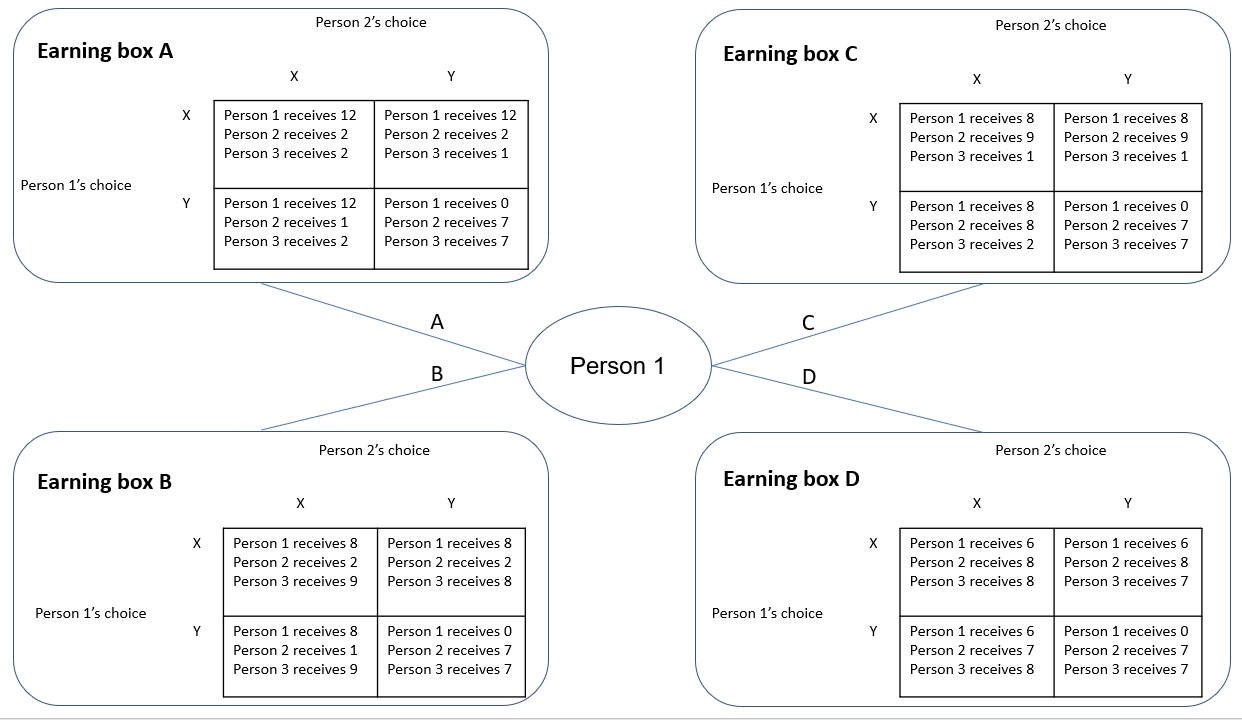 Person 2's choice
Earning box A
X Y
X
Person 1 receives 12
Person 2 receives 2
Person 3 receives 2
Person 1 receives 12
Person 2 receives 2
Person 3 receives 1
Person 1's choice
Y
Person 1 receives 12
Person 2 receives 1
Person 3 receives 2
Person 1 receives 0
Person 2 receives 7
Person 3 receives 7
Person 2's choice
Earning box C
X Y
X
Person 1 receives 8
Person 2 receives 9
Person 3 receives 1
Person 1 receives 8
Person 2 receives 9
Person 3 receives 1
Person 1's choice
Y
Person 1 receives 8
Person 2 receives 8
Person 3 receives 2
Person 1 receives 0
Person 2 receives 7
Person 3 receives 7
A
C
Person 1
B
D
Person 2's choice
Earning box B
X Y
X
Person 1 receives 8
Person 2 receives 2
Person 3 receives 9
Person 1 receives 8
Person 2 receives 2
Person 3 receives 8
Person 1's choice
Y
Person 1 receives 8
Person 2 receives 1
Person 3 receives 9
Person 1 receives 0
Person 2 receives 7
Person 3 receives 7
Person 2's choice
Earning box D
X Y
X
Person 1 receives 6
Person 2 receives 8
Person 3 receives 8
Person 1 receives 6
Person 2 receives 8
Person 3 receives 7
Person 1's choice
Y
Person 1 receives 6
Person 2 receives 7
Person 3 receives 8
Person 1 receives 0
Person 2 receives 7
Person 3 receives 7